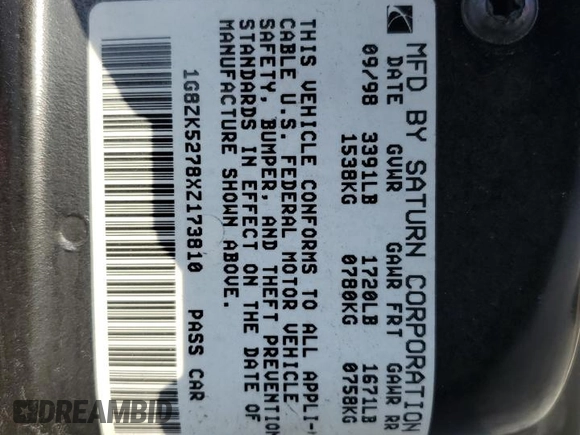 MFD BY SATURN CORPORATION
DATE GVWR GAWR FRT GAWR RR
09/98 3391LB 1720LB 1671LB
1538KG 0780KG 0758KG
THIS VEHICLE CONFORMS TO ALL APPLI-
CABLE U.S. FEDERAL MOTOR VEHICLE
SAFETY, BUMPER, AND THEFT PREVENTION
STANDARDS IN EFFECT ON THE DATE OF
MANUFACTURE SHOWN ABOVE.
1G8ZK5278XZ173810 PASS CAR
DREAMBID